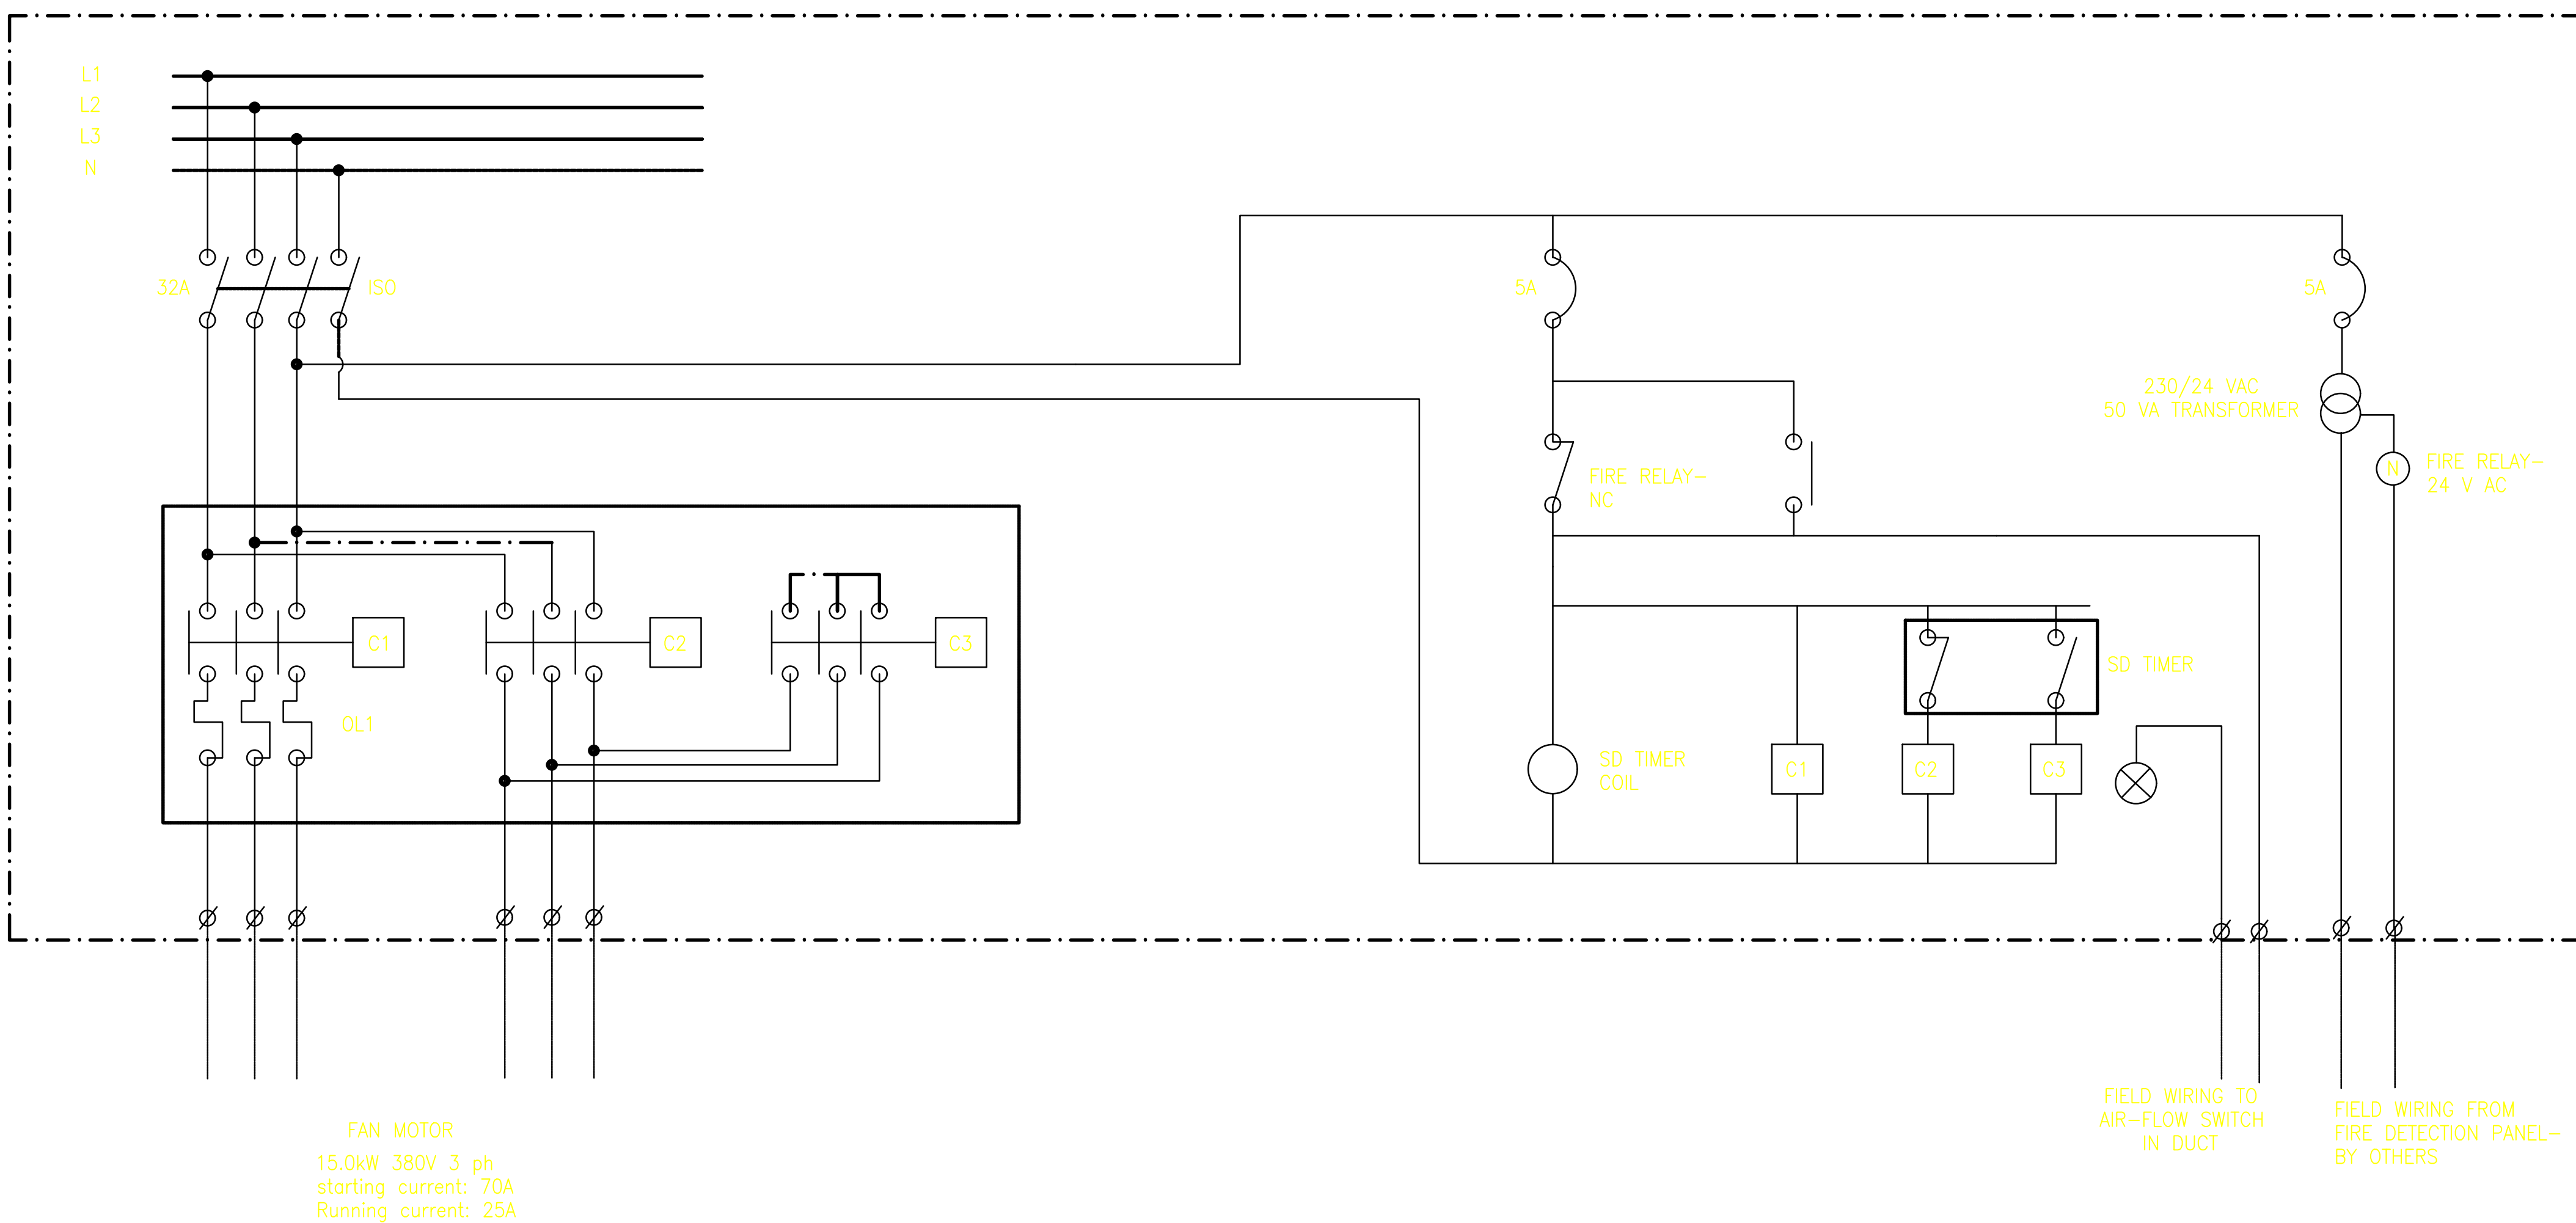 L1
L2
L3
N
32A
ISO
5A
5A
230/24 VAC
50 VA TRANSFORMER
N
FIRE RELAY-
24 V AC
FIRE RELAY-
NC
C1
C2
C3
SD TIMER
OL1
SD TIMER
COIL
C1
C2
C3
FIELD WIRING TO
AIR-FLOW SWITCH
IN DUCT
FIELD WIRING FROM
FIRE DETECTION PANEL-
BY OTHERS
FAN MOTOR
15.0kW 380V 3 ph
starting current: 70A
Running current: 25A